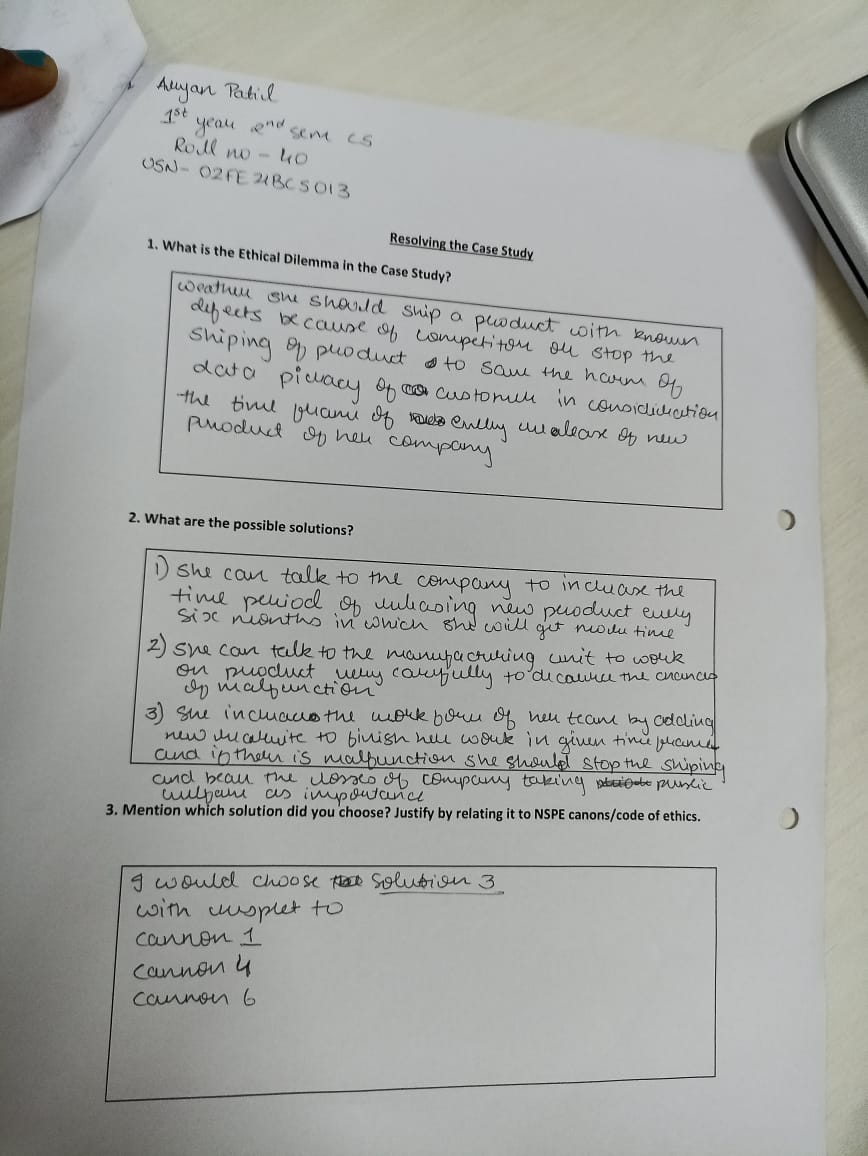 Aryan Patil
1st year 2nd sem CS
Roll no - 40
USN- 02FE21BCS013
Resolving the Case Study
1. What is the Ethical Dilemma in the Case Study?
weather she should ship a product with known
defects because of competitor or stop the
shiping of product to save the harm of
data picracy of customer in considideration
the time frame of every release of new
product of her company
2. What are the possible solutions?
1) She can talk to the company to increase the
time period of releasing new product every
six months in which she will get more time
2) She can talk to the manufacturing unit to work
on product very carefully to decrease the chances
of malfunction
3) She increases the work force of her team by adding
new recruite to finish her work in given time frame
and if there is malfunction she should stop the shiping
and bear the losses of company taking public
welfare as importance
3. Mention which solution did you choose? Justify by relating it to NSPE canons/code of ethics.
I would choose Solution 3
with respect to
cannon 1
cannon 4
cannon 6